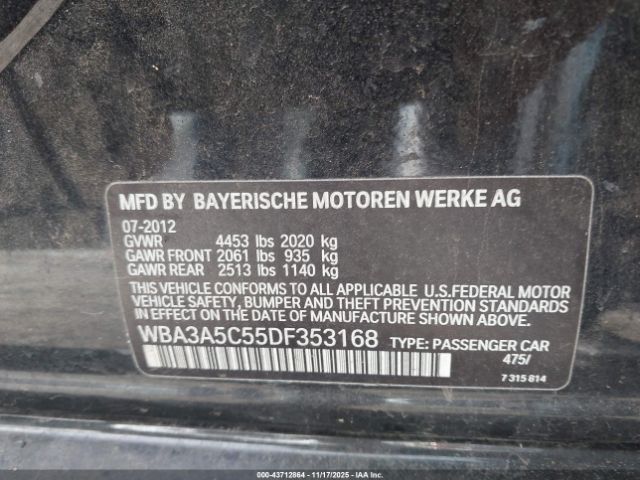 MFD BY BAYERISCHE MOTOREN WERKE AG
07-2012
GVWR 4453 lbs 2020 kg
GAWR FRONT 2061 lbs 935 kg
GAWR REAR 2513 lbs 1140 kg
THIS VEHICLE CONFORMS TO ALL APPLICABLE U.S.FEDERAL MOTOR
VEHICLE SAFETY, BUMPER AND THEFT PREVENTION STANDARDS
IN EFFECT ON THE DATE OF MANUFACTURE SHOWN ABOVE.
WBA3A5C55DF353168 TYPE: PASSENGER CAR
475/
7 315 814
000-43712864 | 11/17/2025 | IAA Inc.